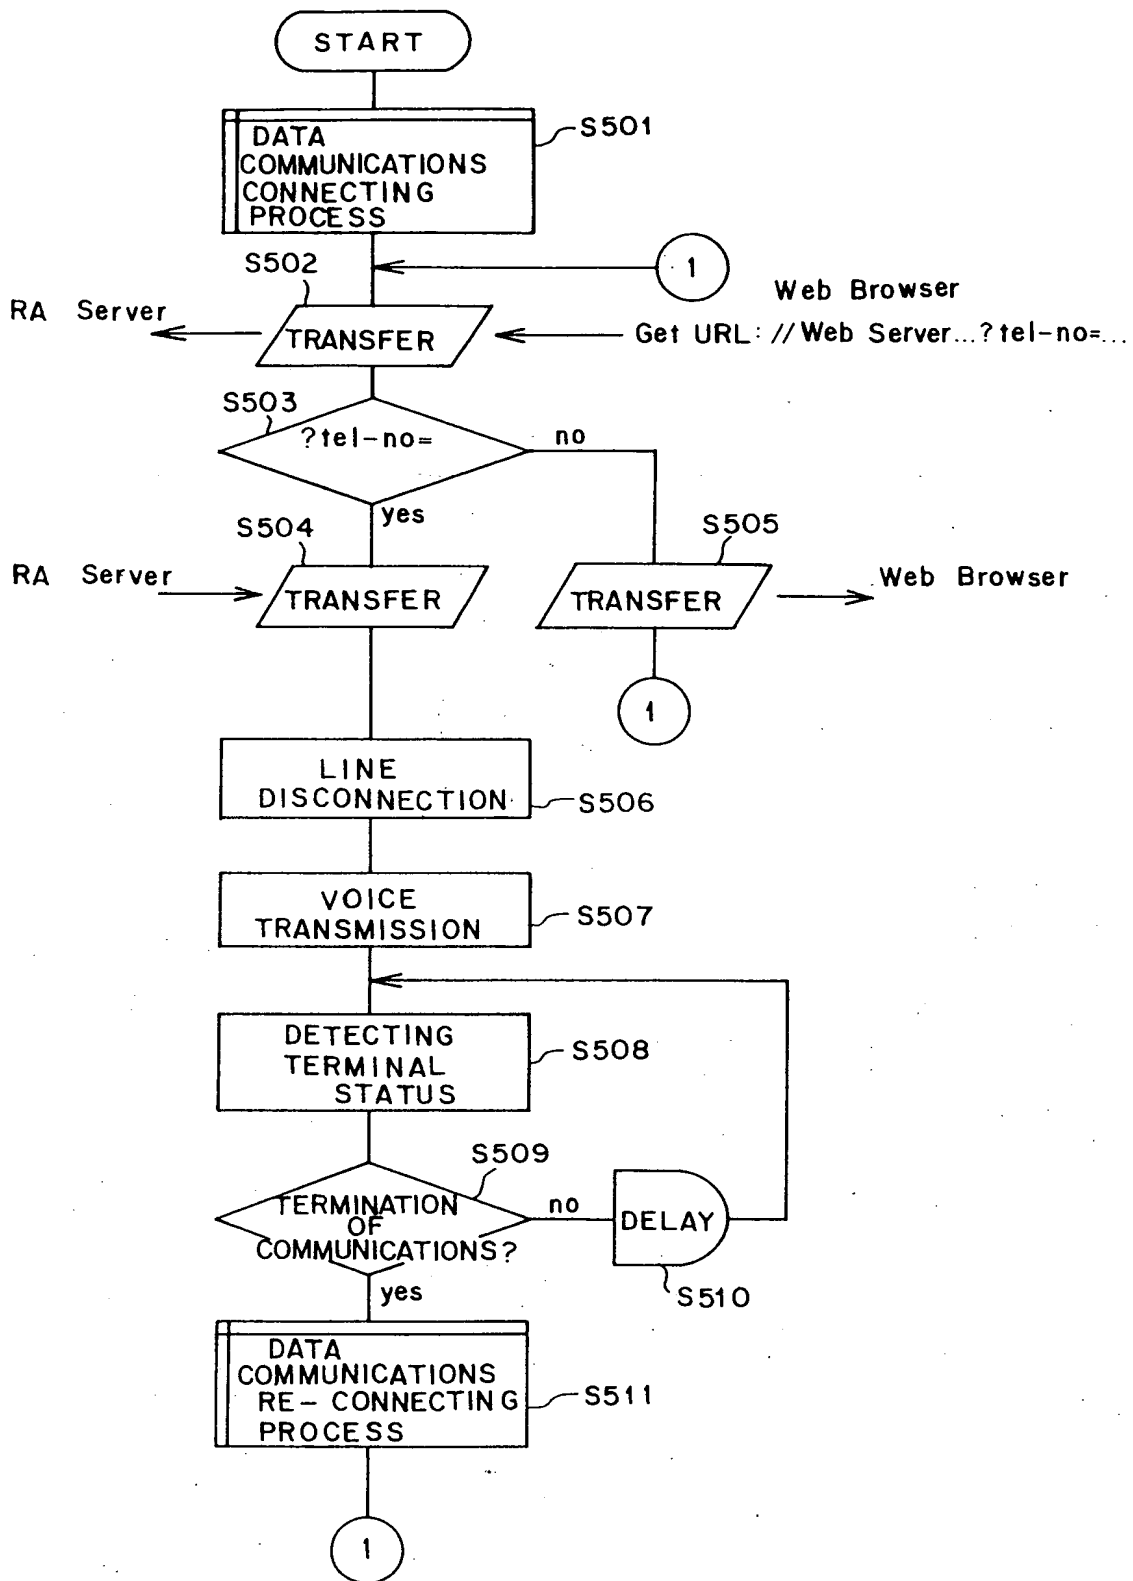 START
DATA
COMMUNICATIONS
CONNECTING
PROCESS
S501
S502
1
Web Browser
RA Server
TRANSFER
Get URL: //Web Server...?tel-no=...
S503
?tel-no=
no
yes
S504
S505
RA Server
TRANSFER
TRANSFER
Web Browser
1
LINE
DISCONNECTION
S506
VOICE
TRANSMISSION
S507
DETECTING
TERMINAL
STATUS
S508
S509
TERMINATION
OF
COMMUNICATIONS?
no
DELAY
S510
yes
DATA
COMMUNICATIONS
RE-CONNECTING
PROCESS
S511
1